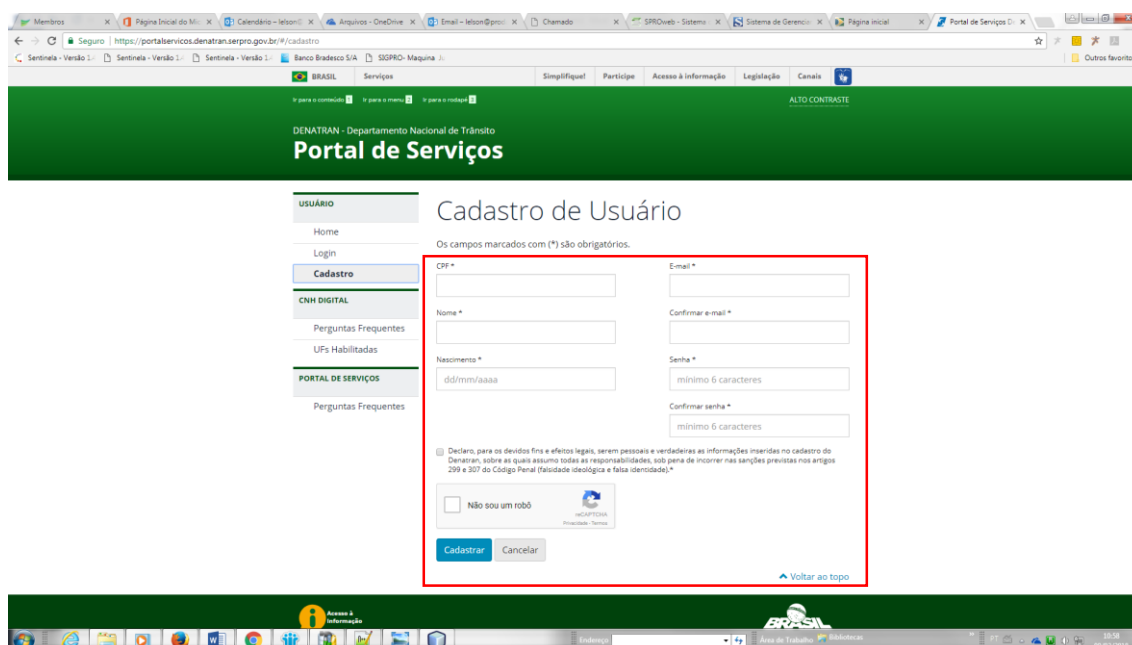 Membros
Página Inicial do Mi
Calendário – lelson@
Arquivos - OneDrive
Email – lelson@proc
Chamado
SPROweb - Sistema
Sistema de Gerencia
Página inicial
Portal de Serviços D
Seguro | https://portalservicos.denatran.serpro.gov.br/#/cadastro
Sentinela - Versão 1.
Sentinela - Versão 1.
Sentinela - Versão 1.
Banco Bradesco S/A
SIGPRO- Maquina
Outros favorito
BRASIL
Serviços
Simplifique!
Participe
Acesso à informação
Legislação
Canais
Ir para o conteúdo 1
Ir para o menu 2
Ir para o rodapé 3
ALTO CONTRASTE
DENATRAN - Departamento Nacional de Trânsito
Portal de Serviços
USUÁRIO
Home
Login
Cadastro
CNH DIGITAL
Perguntas Frequentes
UFs Habilitadas
PORTAL DE SERVIÇOS
Perguntas Frequentes
Cadastro de Usuário
Os campos marcados com (*) são obrigatórios.
CPF *
E-mail *
Nome *
Confirmar e-mail *
Nascimento *
Senha *
dd/mm/aaaa
mínimo 6 caracteres
Confirmar senha *
mínimo 6 caracteres
Declaro, para os devidos fins e efeitos legais, serem pessoais e verdadeiras as informações inseridas no cadastro do
Denatran, sobre as quais assumo todas as responsabilidades, sob pena de incorrer nas sanções previstas nos artigos
299 e 307 do Código Penal (falsidade ideológica e falsa identidade).*
Não sou um robô
reCAPTCHA
Privacidade - Termos
Cadastrar
Cancelar
Voltar ao topo
Acesso à
Informação
BRASIL
Endereço
Área de Trabalho
Bibliotecas
PT
10:58